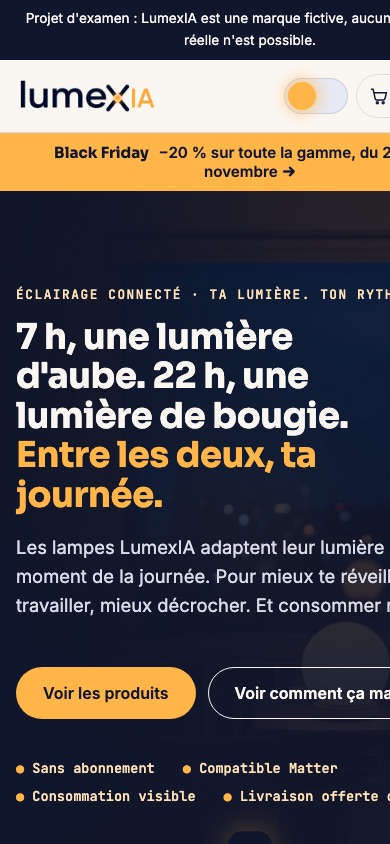 Projet d'examen : LumexIA est une marque fictive, aucun
réelle n'est possible.
lumexIA
Black Friday −20 % sur toute la gamme, du 2
novembre →
ÉCLAIRAGE CONNECTÉ · TA LUMIÈRE. TON RYTH
7 h, une lumière
d'aube. 22 h, une
lumière de bougie.
Entre les deux, ta
journée.
Les lampes LumexIA adaptent leur lumière
moment de la journée. Pour mieux te réveil
travailler, mieux décrocher. Et consommer
Voir les produits
Voir comment ça ma
Sans abonnement
Compatible Matter
Consommation visible
Livraison offerte